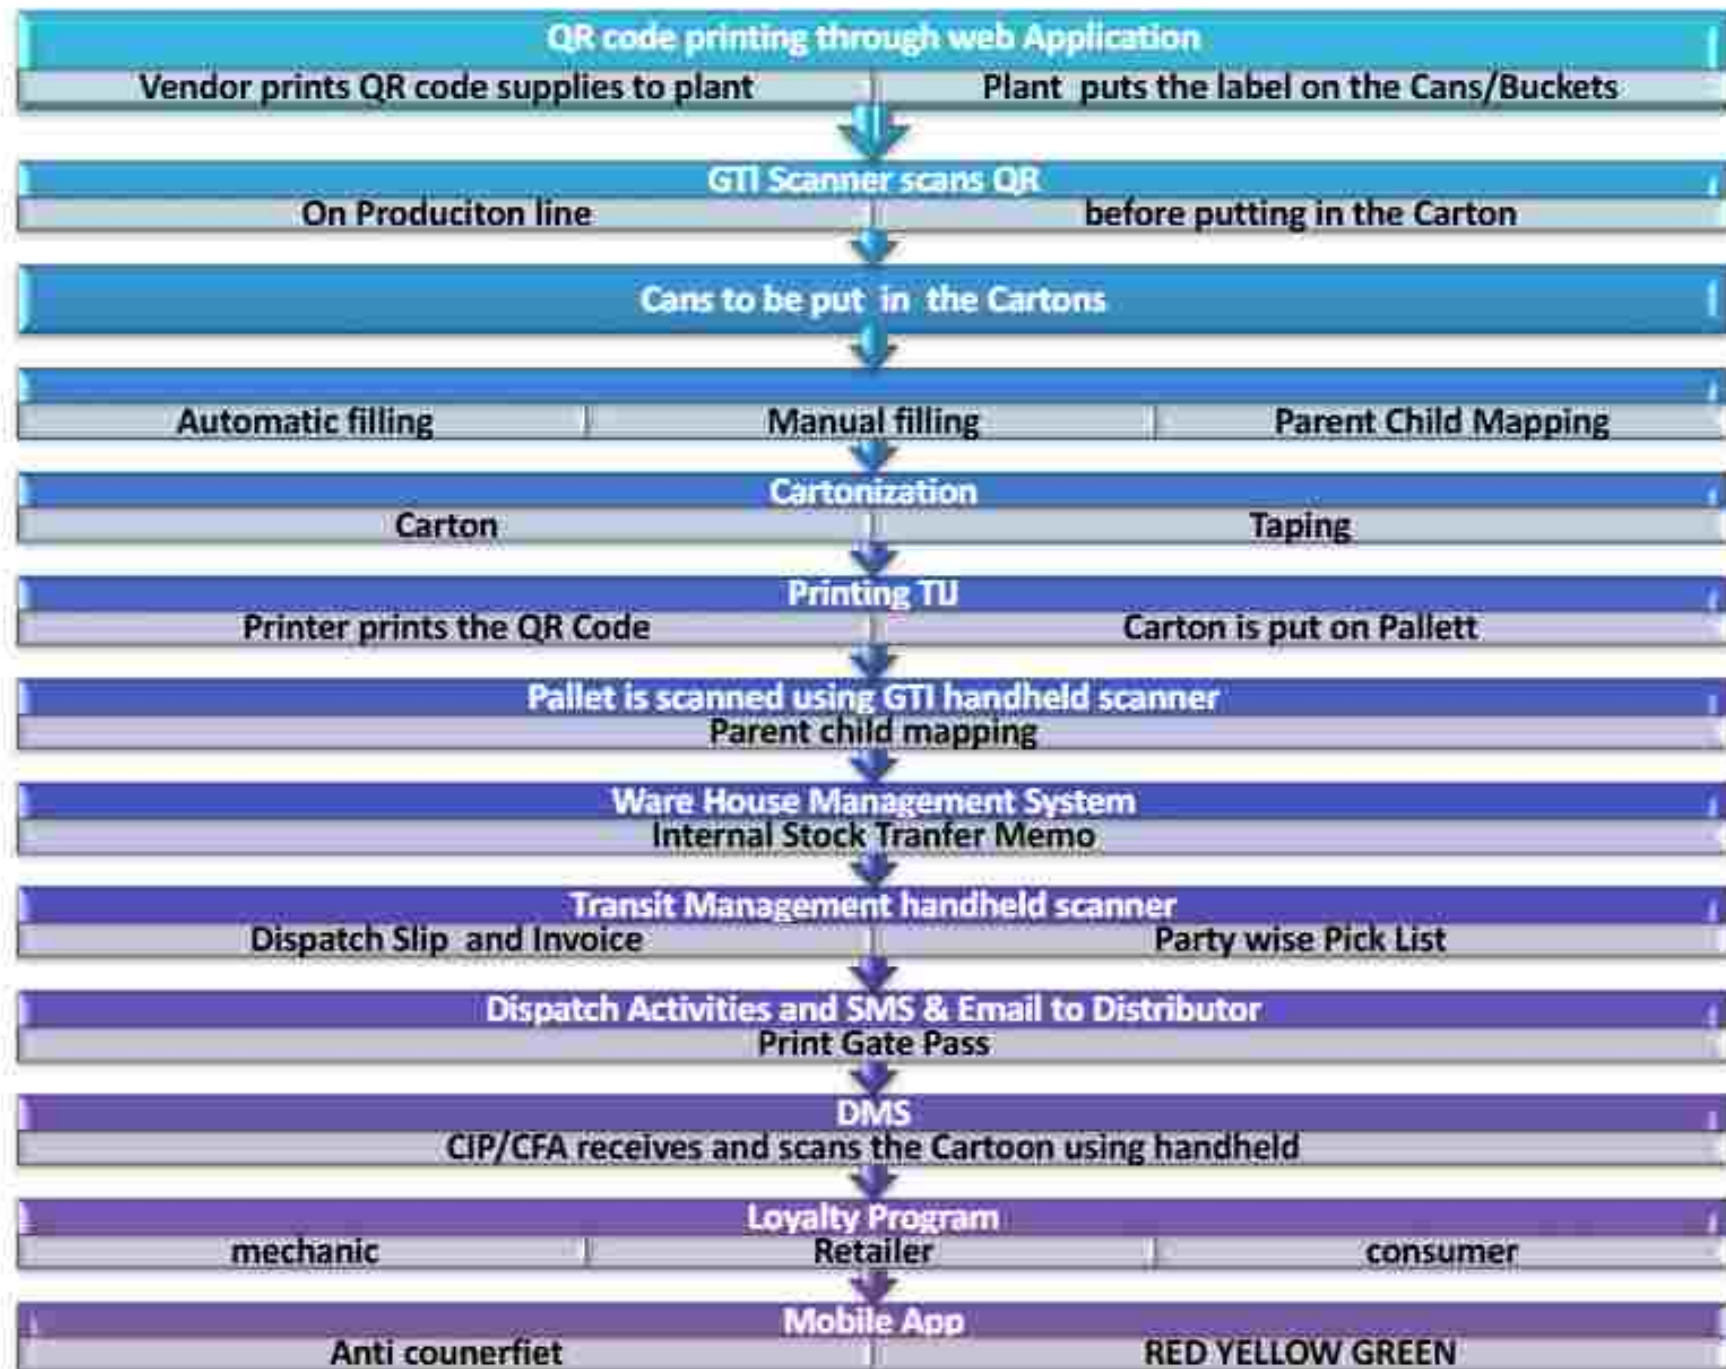 QR code printing through web Application
Vendor prints QR code supplies to plant
Plant puts the label on the Cans/Buckets
GTI Scanner scans QR
On Produciton line
before putting in the Carton
Cans to be put in the Cartons
Automatic filling
Manual filling
Parent Child Mapping
Cartonization
Carton
Taping
Printing TIJ
Printer prints the QR Code
Carton is put on Pallett
Pallet is scanned using GTI handheld scanner
Parent child mapping
Ware House Management System
Internal Stock Tranfer Memo
Transit Management handheld scanner
Dispatch Slip and Invoice
Party wise Pick List
Dispatch Activities and SMS & Email to Distributor
Print Gate Pass
DMS
CIP/CFA receives and scans the Cartoon using handheld
Loyalty Program
mechanic
Retailer
consumer
Mobile App
Anti counerfiet
RED YELLOW GREEN